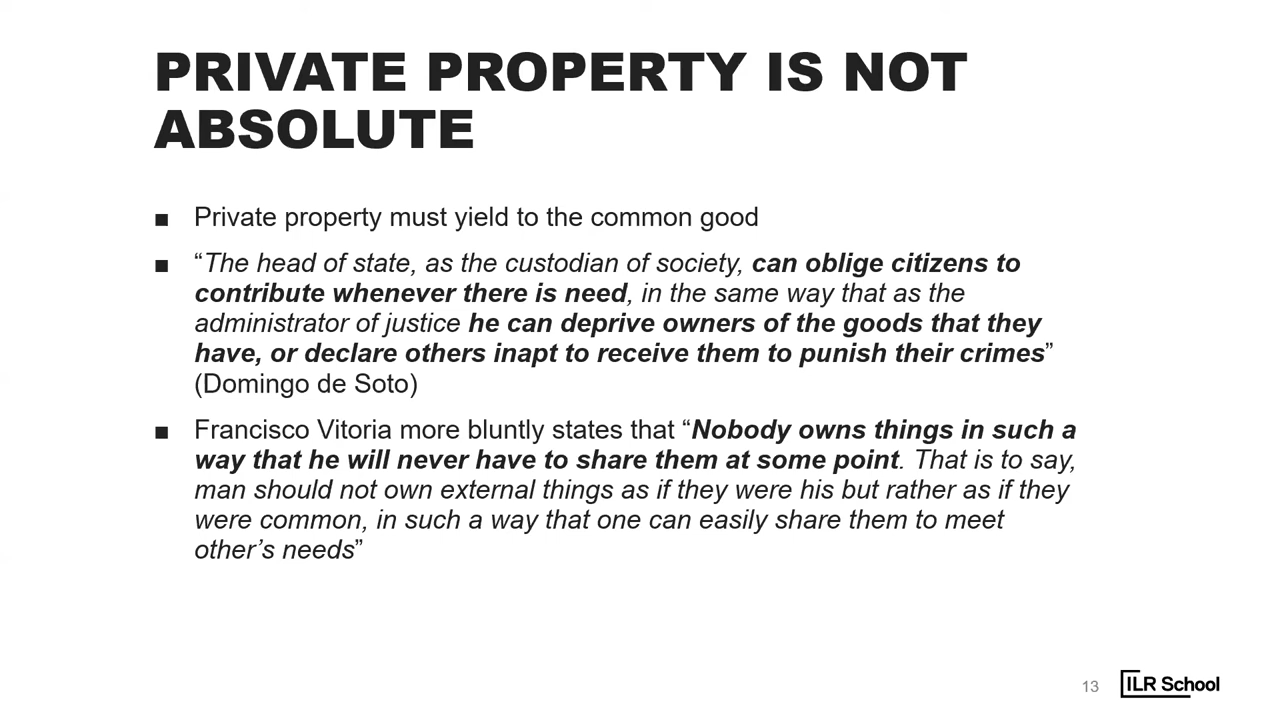 PRIVATE PROPERTY IS NOT
ABSOLUTE
■ Private property must yield to the common good
■ “The head of state, as the custodian of society, can oblige citizens to
contribute whenever there is need, in the same way that as the
administrator of justice he can deprive owners of the goods that they
have, or declare others inapt to receive them to punish their crimes”
(Domingo de Soto)
■ Francisco Vitoria more bluntly states that “Nobody owns things in such a
way that he will never have to share them at some point. That is to say,
man should not own external things as if they were his but rather as if they
were common, in such a way that one can easily share them to meet
other’s needs”
13
ILR School